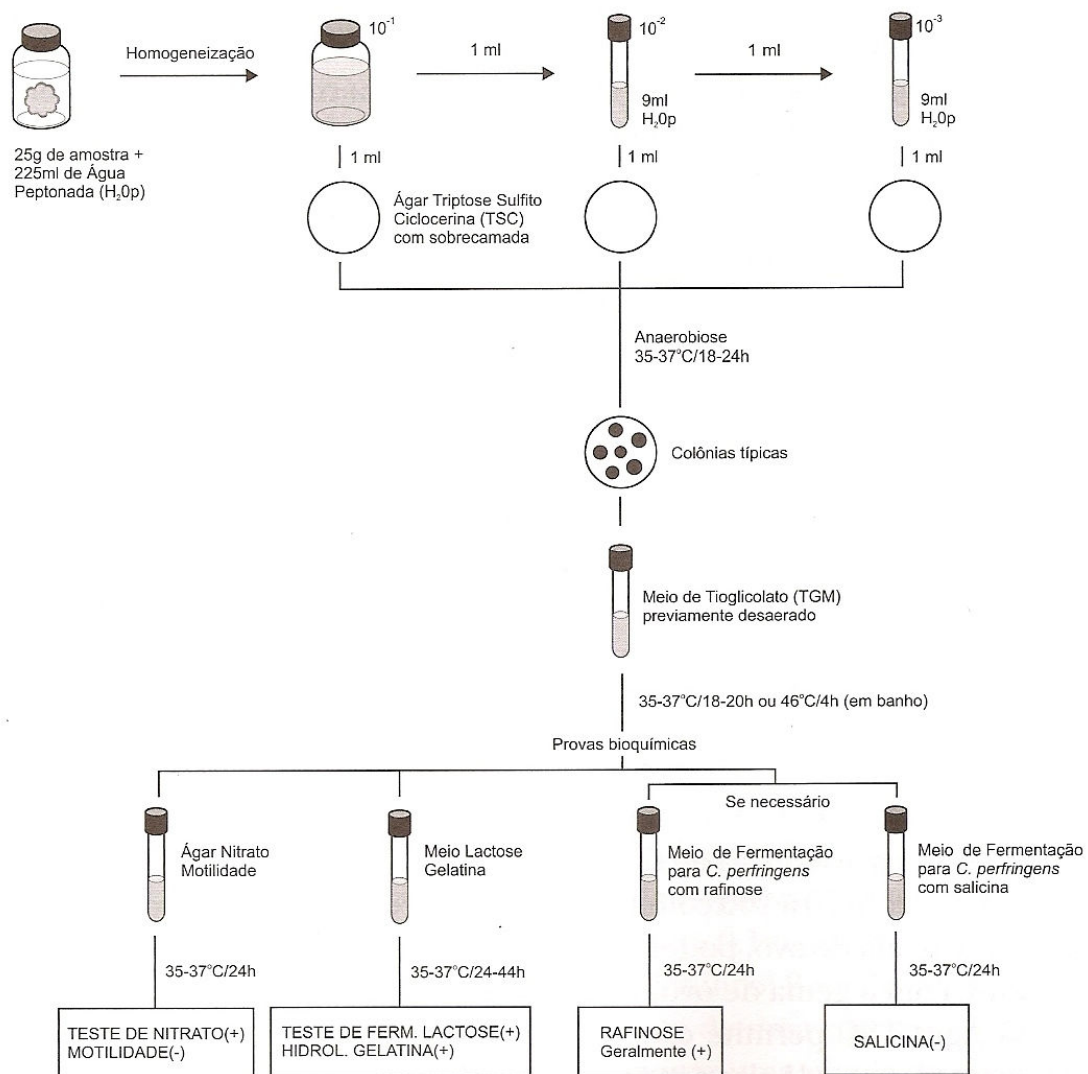 10⁻¹
10⁻²
10⁻³
Homogeneização
1 ml
1 ml
9ml
H₂0p
9ml
H₂0p
25g de amostra +
225ml de Água
Peptonada (H₂0p)
1 ml
1 ml
1 ml
Ágar Triptose Sulfito
Ciclocerina (TSC)
com sobrecamada
Anaerobiose
35-37°C/18-24h
Colônias típicas
Meio de Tioglicolato (TGM)
previamente desaerado
35-37°C/18-20h ou 46°C/4h (em banho)
Provas bioquímicas
Se necessário
Ágar Nitrato
Motilidade
Meio Lactose
Gelatina
Meio de Fermentação
para C. perfringens
com rafinose
Meio de Fermentação
para C. perfringens
com salicina
35-37°C/24h
35-37°C/24-44h
35-37°C/24h
35-37°C/24h
TESTE DE NITRATO(+)
MOTILIDADE(-)
TESTE DE FERM. LACTOSE(+)
HIDROL. GELATINA(+)
RAFINOSE
Geralmente (+)
SALICINA(-)